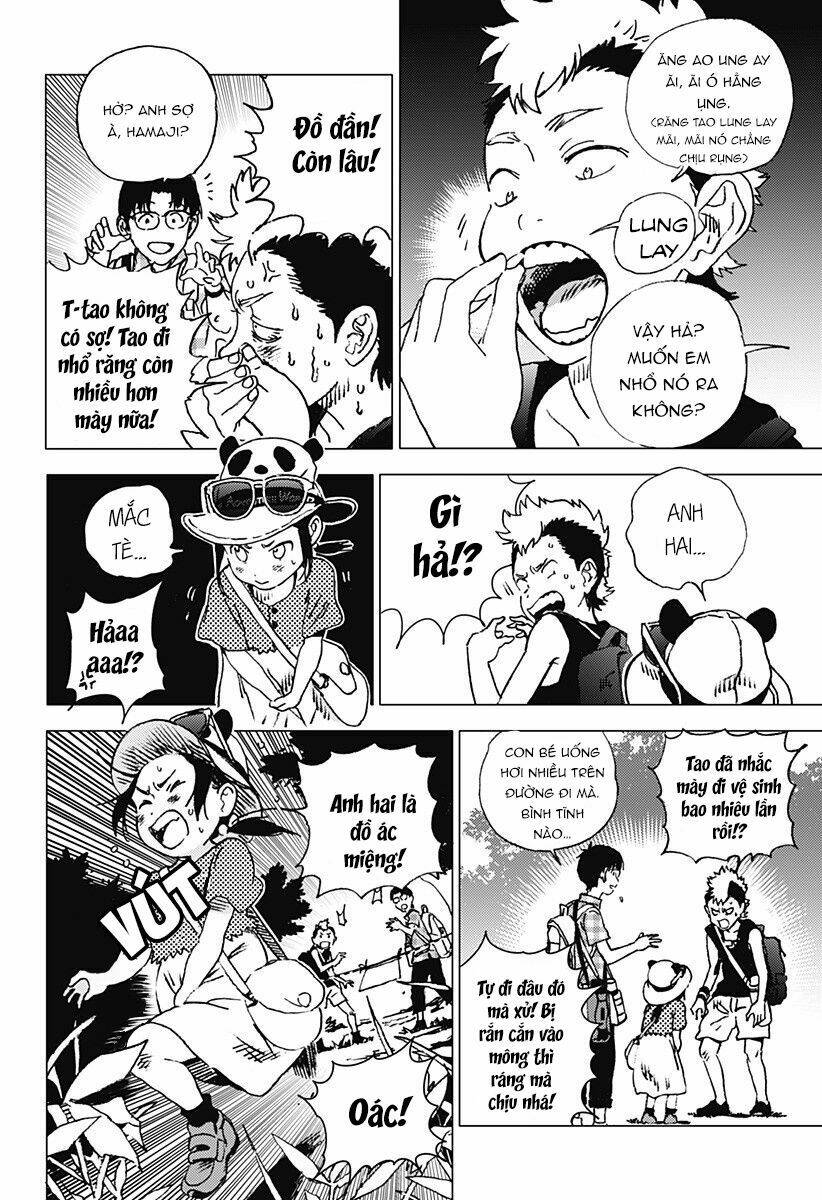 ĂNG AO UNG AY
ÃI, ÃI Ó HẲNG
ỤNG.
(RĂNG TAO LUNG LAY
MÃI, MÃI NÓ CHẲNG
CHỊU RỤNG)
LUNG
LAY
VẬY HẢ?
MUỐN EM
NHỔ NÓ RA
KHÔNG?
HỜ? ANH SỢ
À, HAMAJI?
Đồ đần!
Còn lâu!
T-tao không
có sợ! Tao đi
nhổ răng còn
nhiều hơn
mày nữa!
ANH
HAI...
Gì
hả!?
MẮC
TÈ...
Hảaa
aaa!?
ADVENTURE WORLD
Tao đã nhắc
mày đi vệ sinh
bao nhiêu lần
rồi!?
CON BÉ UỐNG
HƠI NHIỀU TRÊN
ĐƯỜNG ĐI MÀ.
BÌNH TĨNH
NÀO...
Tự đi đâu đó
mà xử! Bị
rắn cắn vào
mông thì
ráng mà
chịu nhá!
Anh hai là
đồ ác
miệng!
VÚT
Oác!